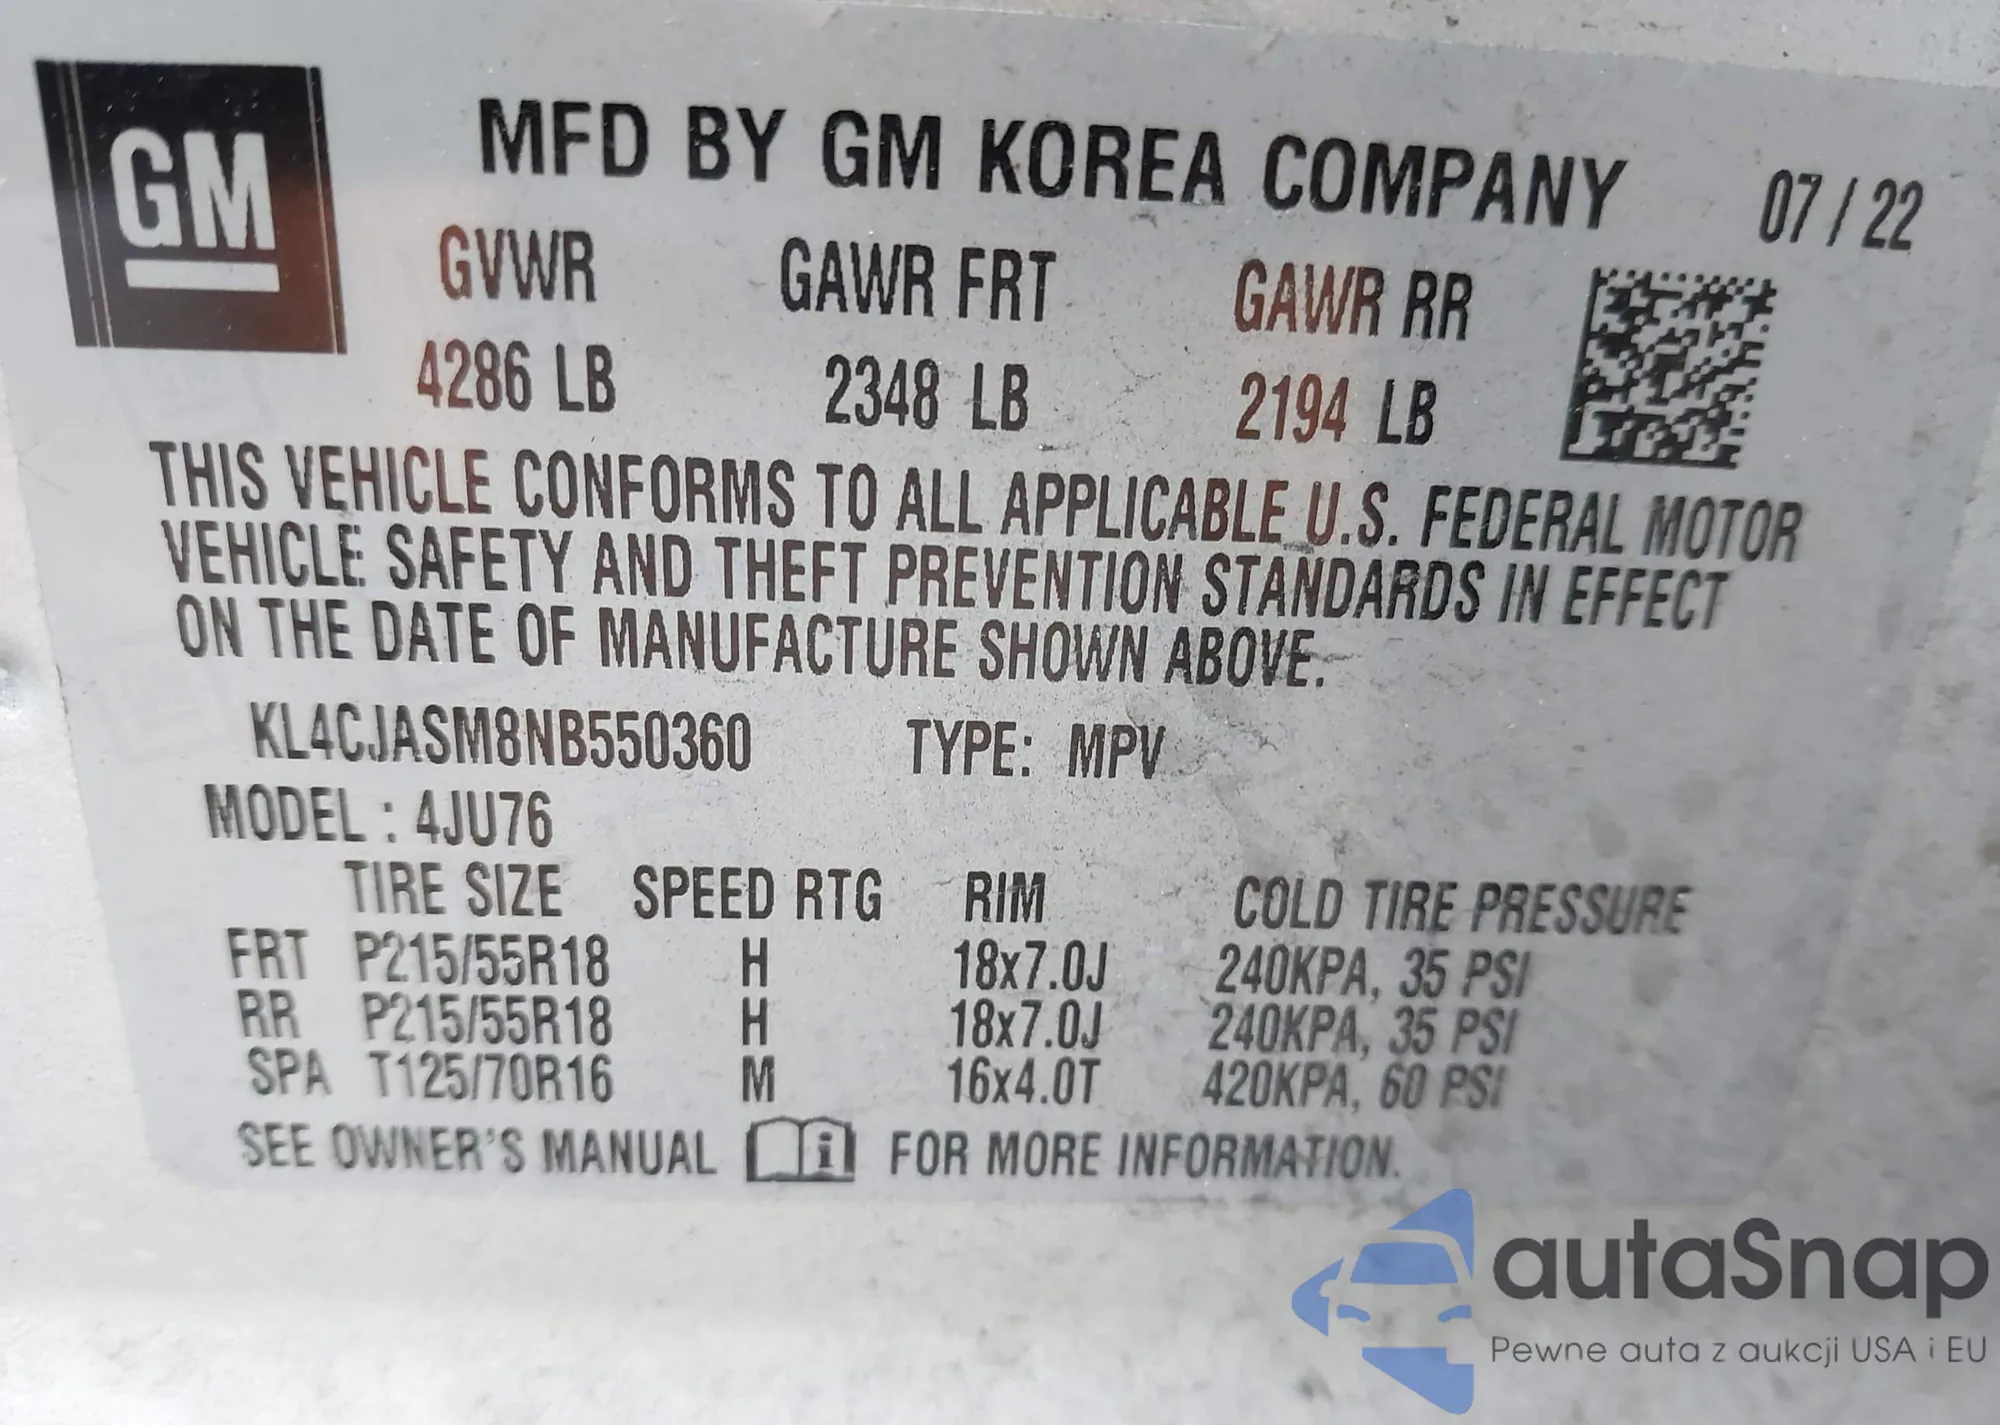 GM
MFD BY GM KOREA COMPANY 07/22
GVWR GAWR FRT GAWR RR
4286 LB 2348 LB 2194 LB
THIS VEHICLE CONFORMS TO ALL APPLICABLE U.S. FEDERAL MOTOR
VEHICLE SAFETY AND THEFT PREVENTION STANDARDS IN EFFECT
ON THE DATE OF MANUFACTURE SHOWN ABOVE.
KL4CJASM8NB550360 TYPE: MPV
MODEL : 4JU76
TIRE SIZE SPEED RTG RIM COLD TIRE PRESSURE
FRT P215/55R18 H 18x7.0J 240KPA, 35 PSI
RR P215/55R18 H 18x7.0J 240KPA, 35 PSI
SPA T125/70R16 M 16x4.0T 420KPA, 60 PSI
SEE OWNER'S MANUAL i FOR MORE INFORMATION.
autaSnap
Pewne auta z aukcji USA i EU